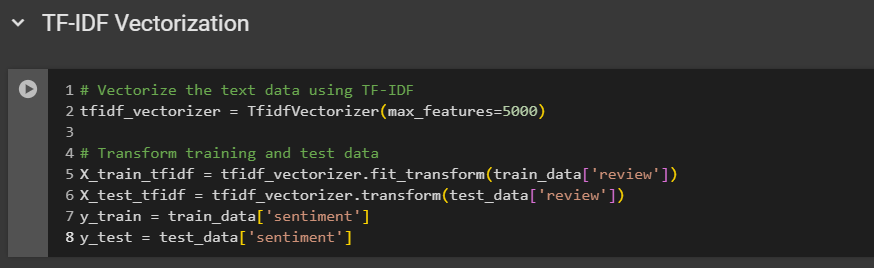 TF-IDF Vectorization
1 # Vectorize the text data using TF-IDF
2 tfidf_vectorizer = TfidfVectorizer(max_features=5000)
3
4 # Transform training and test data
5 X_train_tfidf = tfidf_vectorizer.fit_transform(train_data['review'])
6 X_test_tfidf = tfidf_vectorizer.transform(test_data['review'])
7 y_train = train_data['sentiment']
8 y_test = test_data['sentiment']